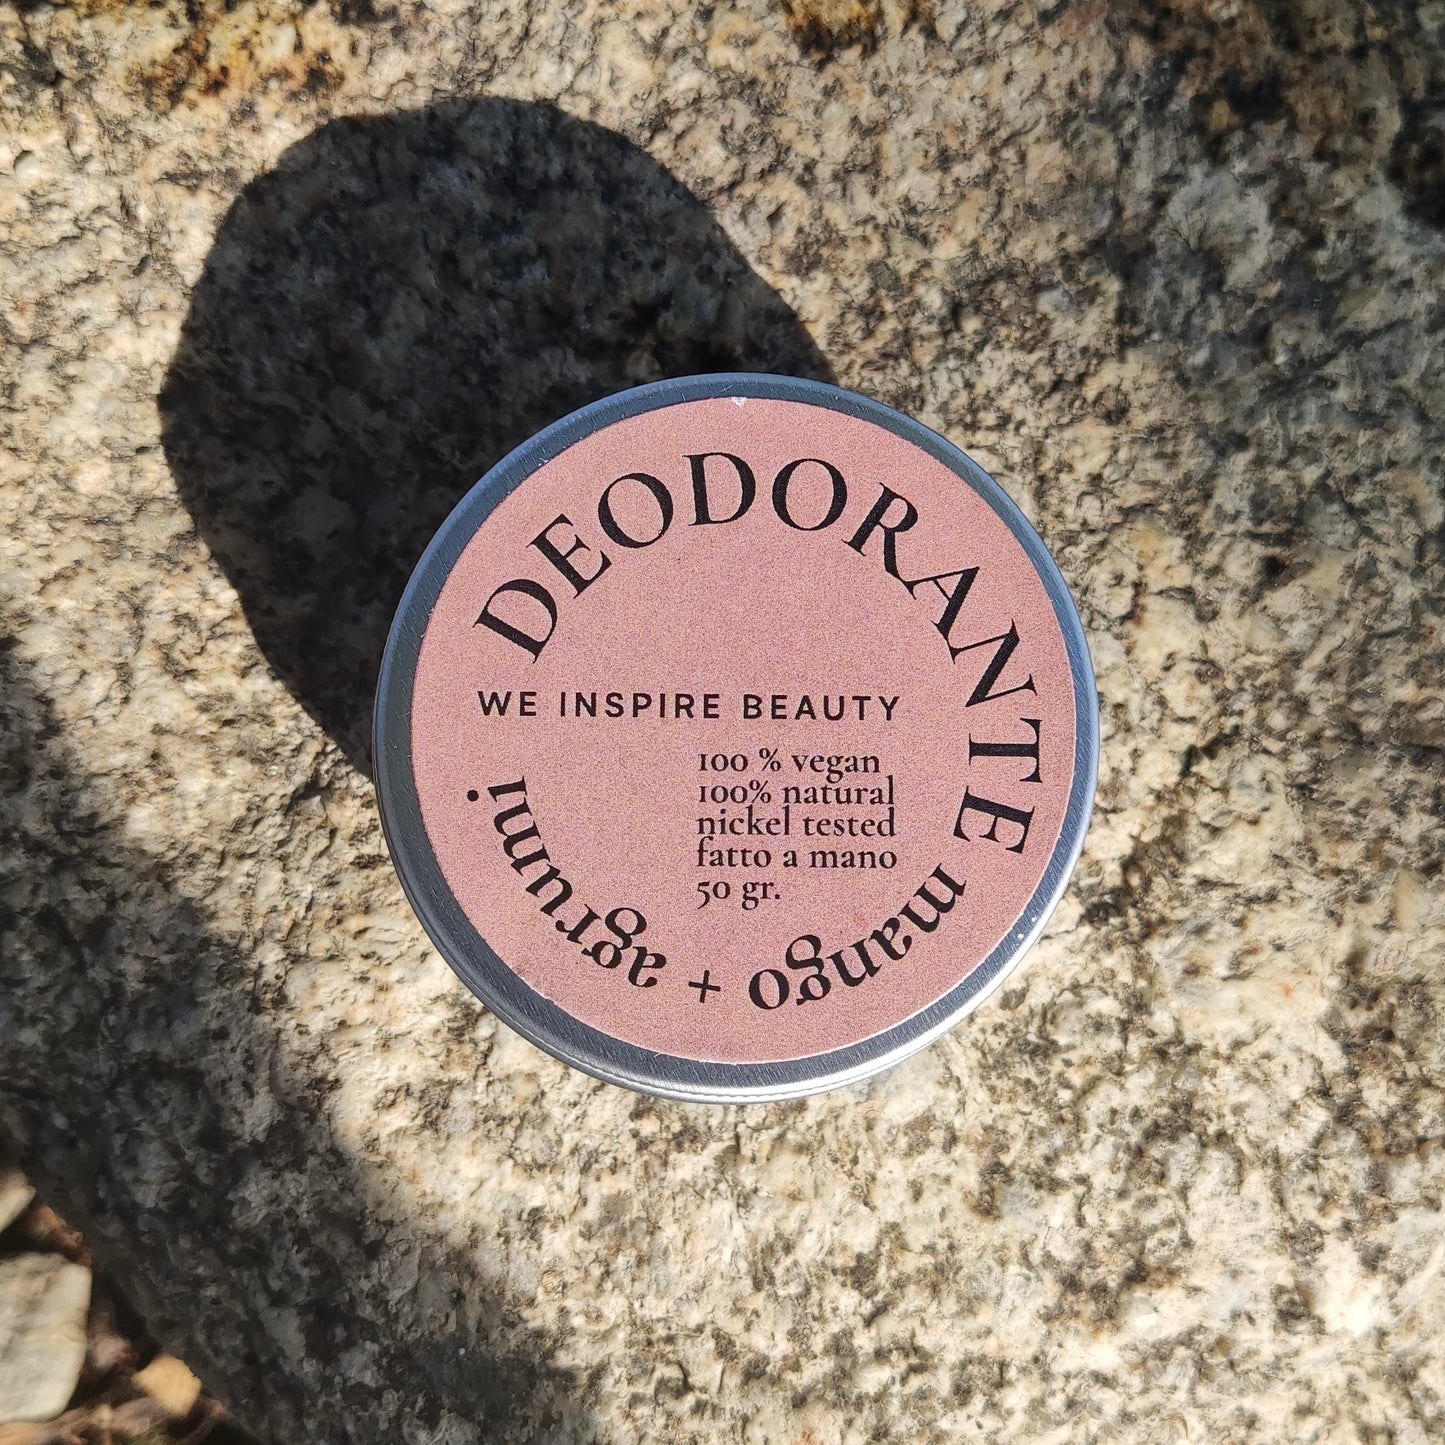 DEODORANTE mango + agrumi
WE INSPIRE BEAUTY
100 % vegan
100% natural
nickel tested
fatto a mano
50 gr.